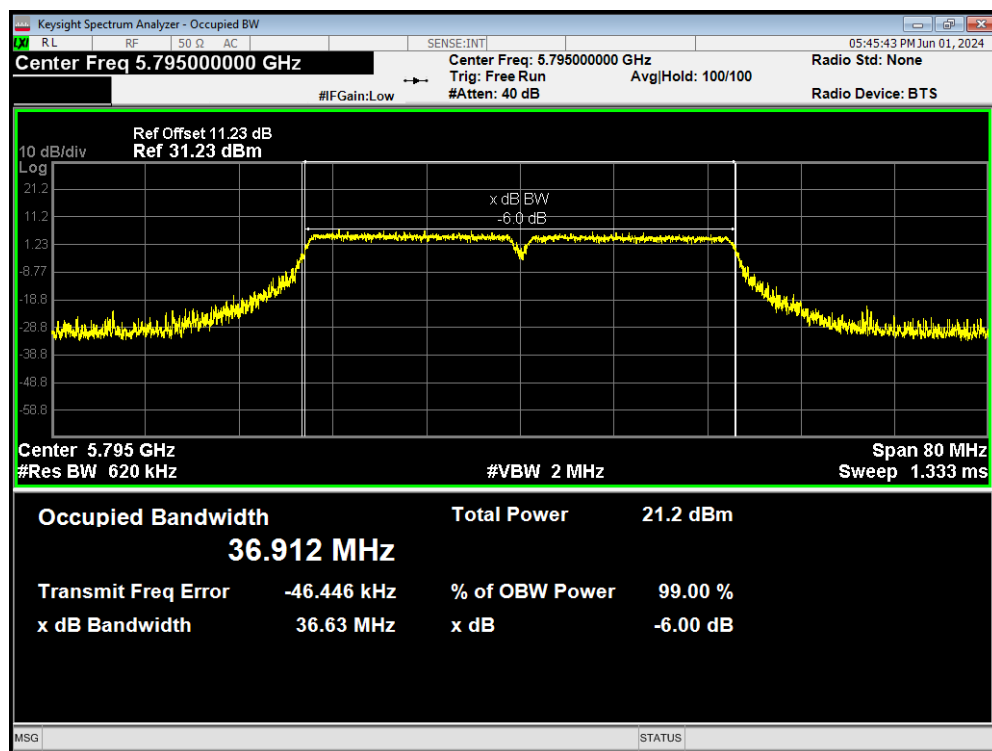 Keysight Spectrum Analyzer - Occupied BW
LXI RL RF 50 Ω AC SENSE:INT 05:45:43 PM Jun 01, 2024
Center Freq 5.795000000 GHz Center Freq: 5.795000000 GHz Radio Std: None
Trig: Free Run Avg|Hold: 100/100
#IFGain:Low #Atten: 40 dB Radio Device: BTS
Ref Offset 11.23 dB
10 dB/div Ref 31.23 dBm
Log
21.2
x dB BW
11.2
-6.0 dB
1.23
-8.77
-18.8
-28.8
-38.8
-48.8
-58.8
Center 5.795 GHz Span 80 MHz
#Res BW 620 kHz #VBW 2 MHz Sweep 1.333 ms
Occupied Bandwidth Total Power 21.2 dBm
36.912 MHz
Transmit Freq Error -46.446 kHz % of OBW Power 99.00 %
x dB Bandwidth 36.63 MHz x dB -6.00 dB
MSG STATUS